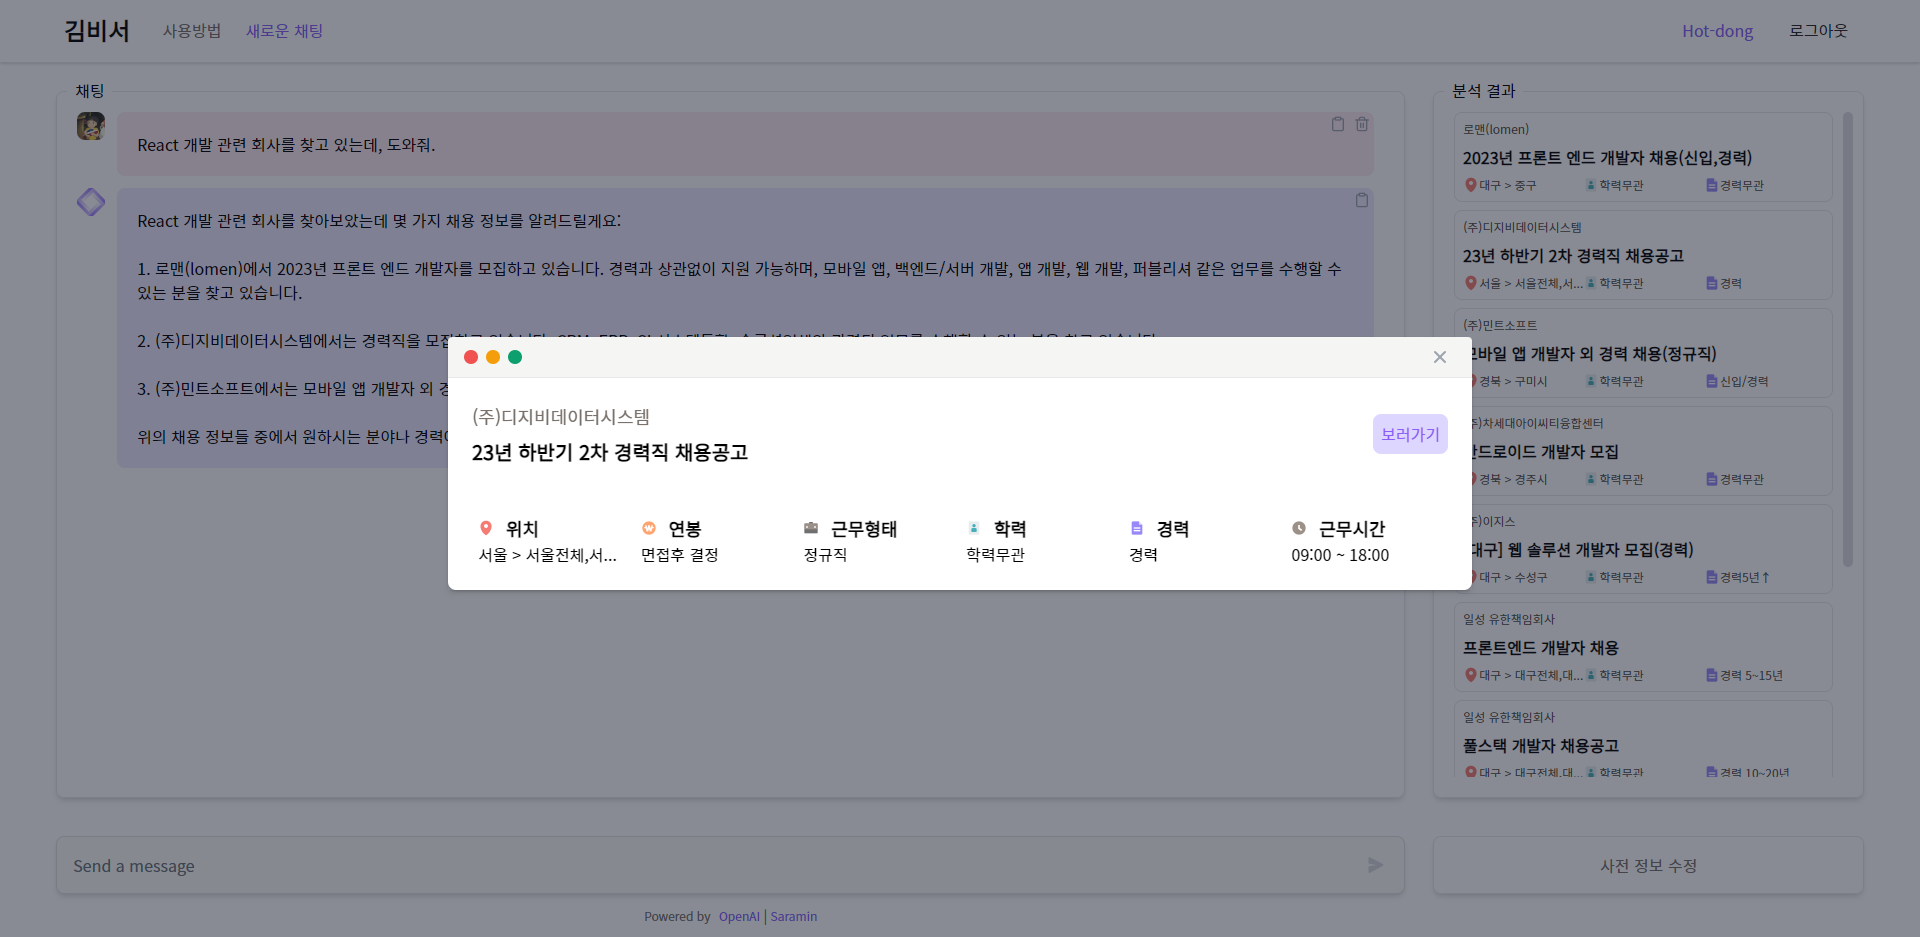 김비서
사용방법
새로운 채팅
Hot-dong
로그아웃
채팅
React 개발 관련 회사를 찾고 있는데, 도와줘.
React 개발 관련 회사를 찾아보았는데 몇 가지 채용 정보를 알려드릴게요:
1. 로맨(lomen)에서 2023년 프론트 엔드 개발자를 모집하고 있습니다. 경력과 상관없이 지원 가능하며, 모바일 앱, 백엔드/서버 개발, 앱 개발, 웹 개발, 퍼블리셔 같은 업무를 수행할 수
있는 분을 찾고 있습니다.
2. (주)디지비데이터시스템에서는 경력직을
3. (주)민트소프트에서는 모바일 앱 개발자 외
위의 채용 정보들 중에서 원하시는 분야나
(주)디지비데이터시스템
23년 하반기 2차 경력직 채용공고
보러가기
위치
서울 > 서울전체,서...
연봉
면접후 결정
근무형태
정규직
학력
학력무관
경력
경력
근무시간
09:00 ~ 18:00
분석 결과
로맨(lomen)
2023년 프론트 엔드 개발자 채용(신입,경력)
대구 > 중구 학력무관 경력무관
(주)디지비데이터시스템
23년 하반기 2차 경력직 채용공고
서울 > 서울전체,서... 학력무관 경력
(주)민트소프트
앱 개발자 외 경력 채용(정규직)
경북 > 구미시 학력무관 신입/경력
차세대아이씨티융합센터
개발자 모집
경북 > 경주시 학력무관 경력무관
이지스
웹 솔루션 개발자 모집(경력)
대구 > 수성구 학력무관 경력5년↑
일성 유한책임회사
프론트엔드 개발자 채용
대구 > 대구전체,대... 학력무관 경력 5~15년
일성 유한책임회사
풀스택 개발자 채용공고
대구 > 대구전체,대... 학력무관 경력 10~20년
Send a message
사전 정보 수정
Powered by OpenAI | Saramin